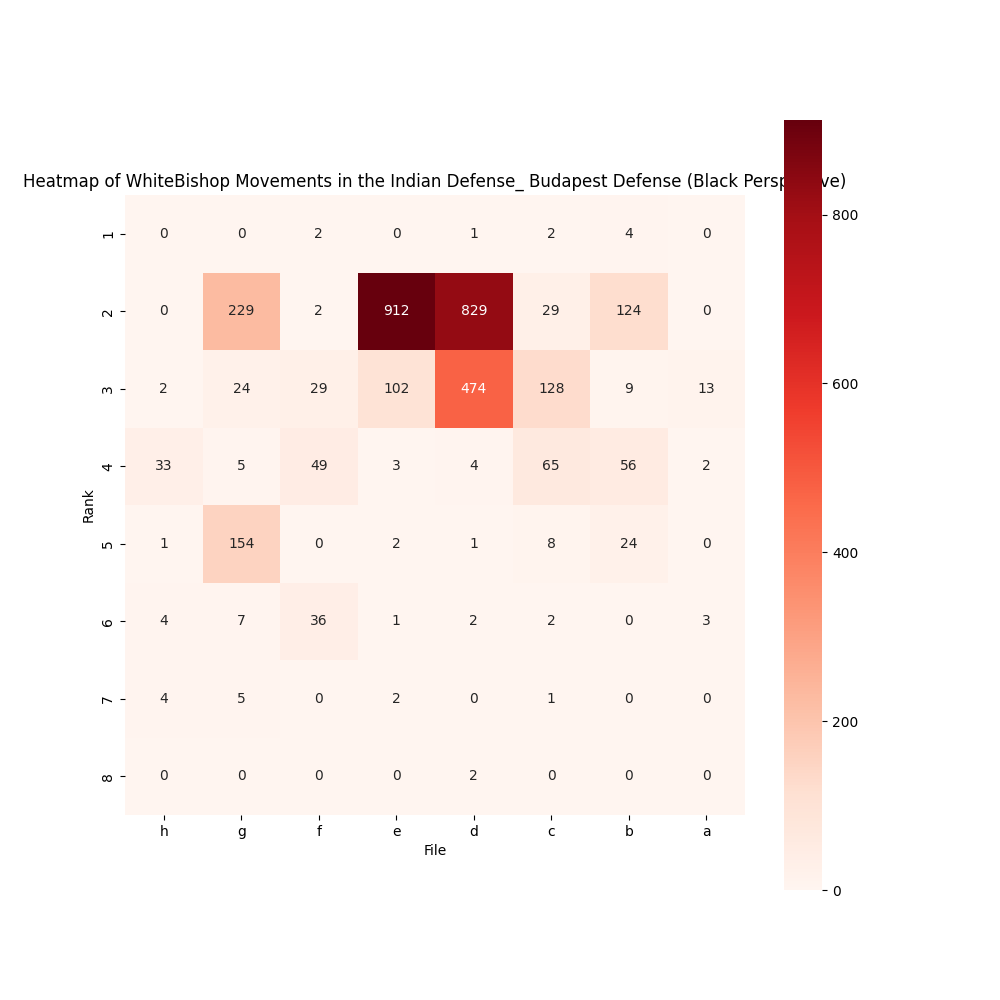 Heatmap of WhiteBishop Movements in the Indian Defense_ Budapest Defense (Black Persp ve)
1 0 0 2 0 1 2 4 0
2 0 229 2 912 829 29 124 0
3 2 24 29 102 474 128 9 13
4 33 5 49 3 4 65 56 2
5 1 154 0 2 1 8 24 0
6 4 7 36 1 2 2 0 3
7 4 5 0 2 0 1 0 0
8 0 0 0 0 2 0 0 0
h g f e d c b a
File
Rank
800
600
400
200
0